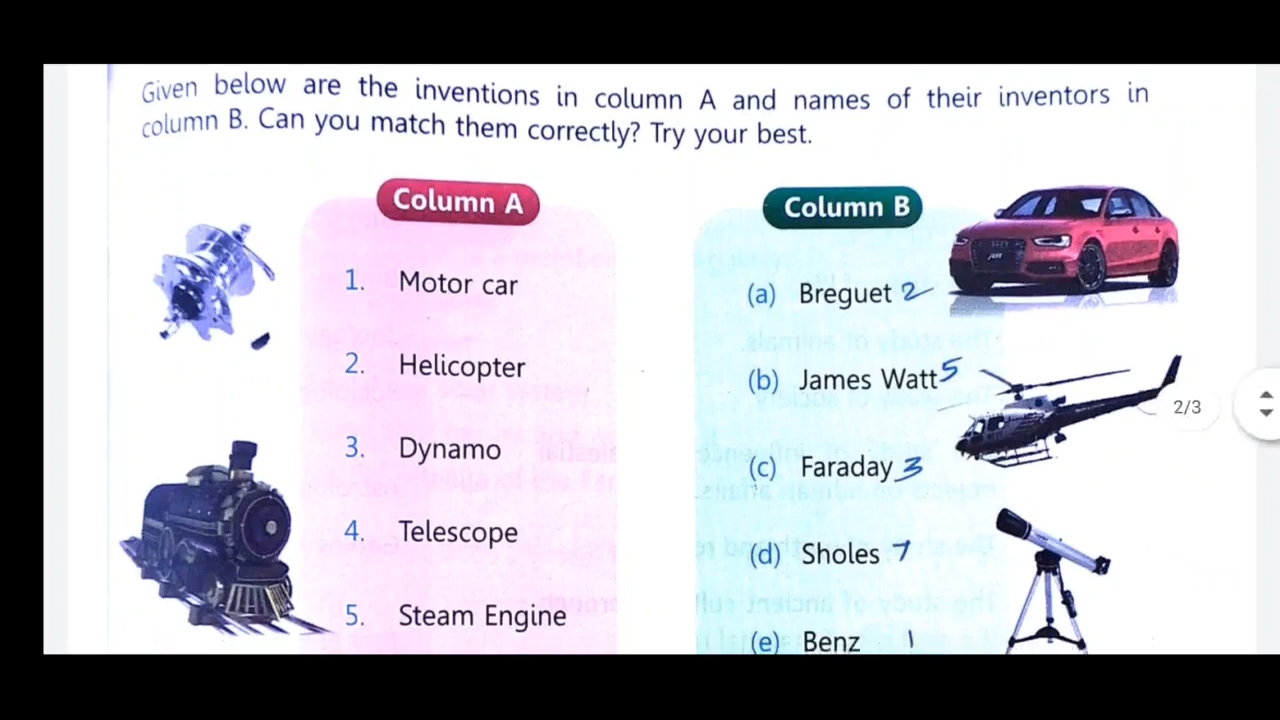 Given below are the inventions in column A and names of their inventors in
column B. Can you match them correctly? Try your best.
Column A
1. Motor car
2. Helicopter
3. Dynamo
4. Telescope
5. Steam Engine
Column B
(a) Breguet 2
(b) James Watt 5
(c) Faraday 3
(d) Sholes 7
(e) Benz 1
2/3